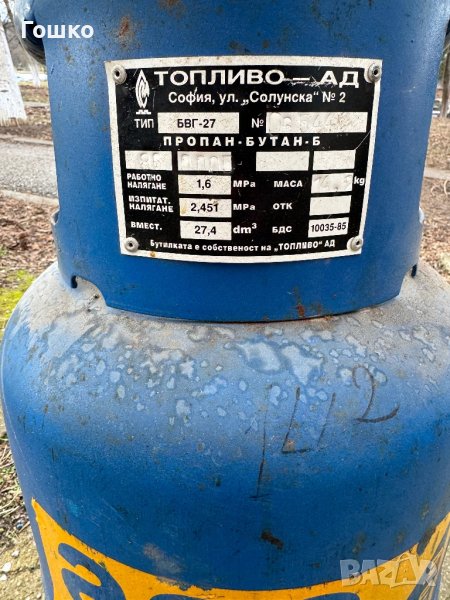 Гошко
ТОПЛИВО — АД
София, ул. „Солунска" № 2
ТИП БВГ-27 №
ПРОПАН-БУТАН-Б
РАБОТНО НАЛЯГАНЕ 1,6 MPa МАСА kg
ИЗПИТАТ. НАЛЯГАНЕ 2,451 MPa ОТК
ВМЕСТ. 27,4 dm³ БДС 10035-85
Бутилката е собственост на „ТОПЛИВО" АД
BAZAR